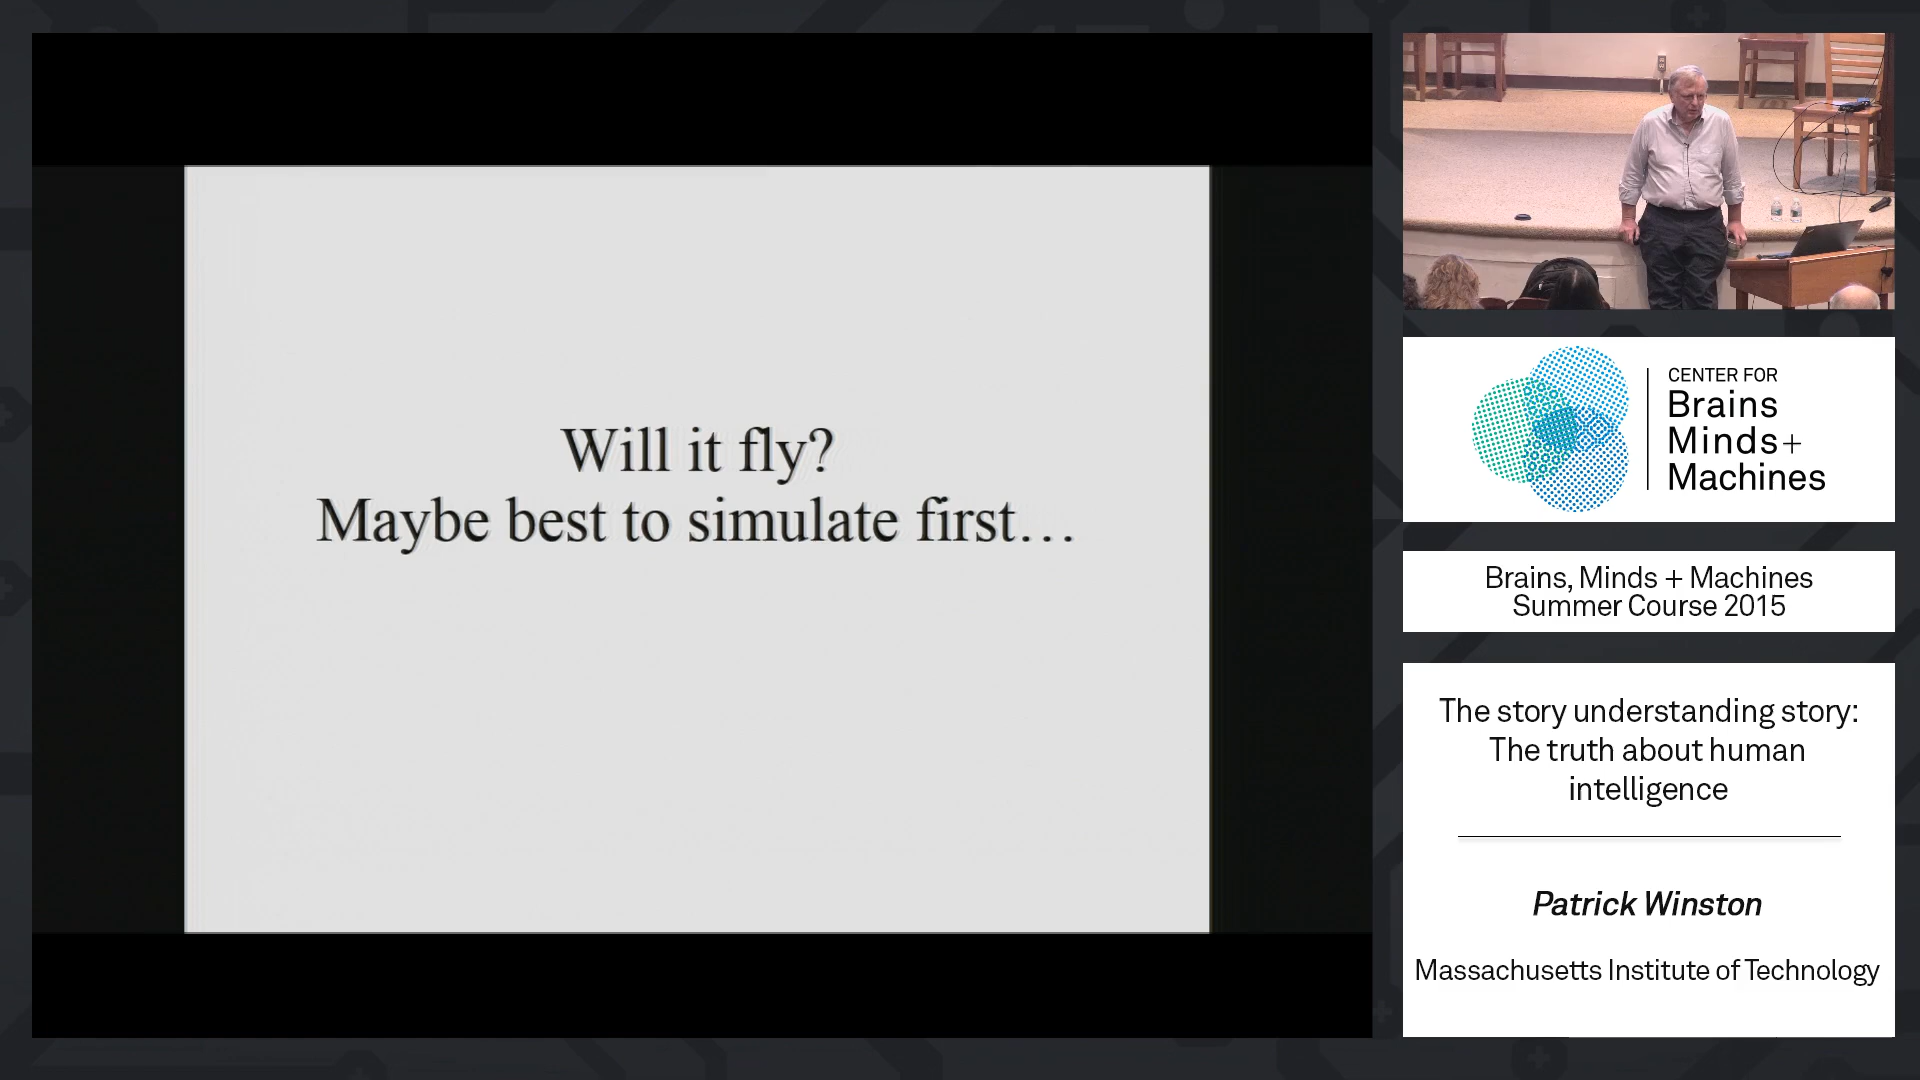 Will it fly?
Maybe best to simulate first…
CENTER FOR
Brains
Minds+
Machines
Brains, Minds + Machines
Summer Course 2015
The story understanding story:
The truth about human
intelligence
Patrick Winston
Massachusetts Institute of Technology